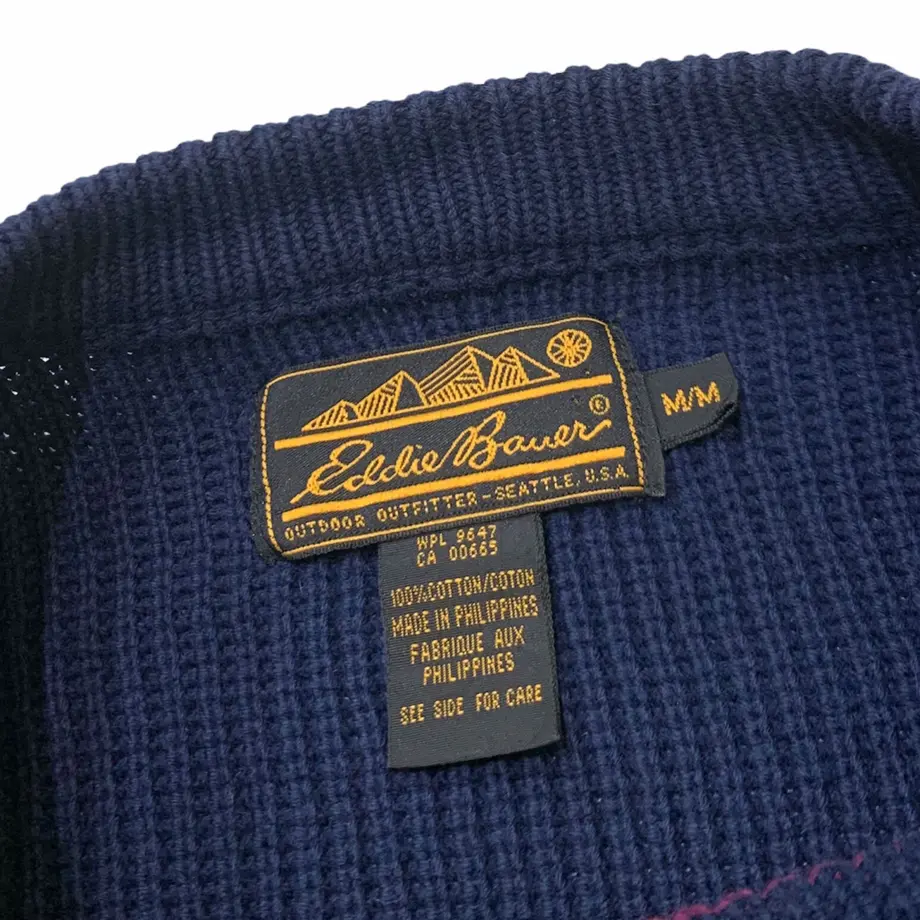 Eddie Bauer®
OUTDOOR OUTFITTER-SEATTLE, U.S.A.
M/M
WPL 9647
CA 00665
100%COTTON/COTON
MADE IN PHILIPPINES
FABRIQUE AUX
PHILIPPINES
SEE SIDE FOR CARE